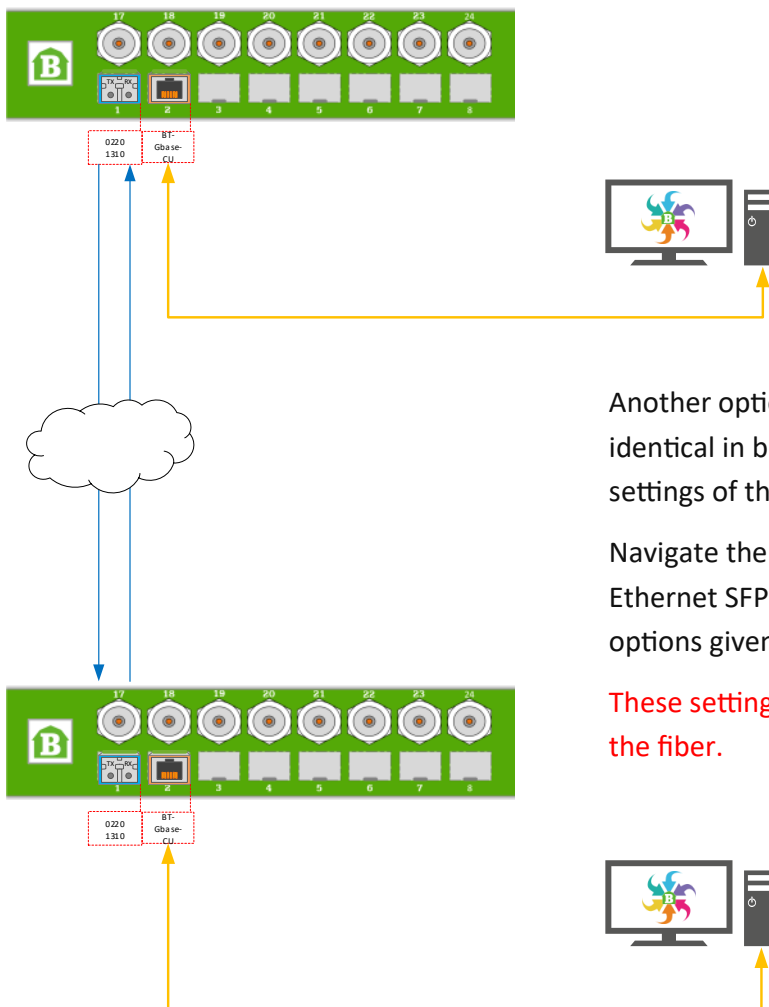 17 18 19 20 21 22 23 24
B
TX RX
1 2 3 4 5 6 7 8
0220
1310
BT-
Gbase-
CU
B
Another opti
identical in b
settings of th
Navigate the
Ethernet SFP
options given
These setting
the fiber.
17 18 19 20 21 22 23 24
B
TX RX
1 2 3 4 5 6 7 8
0220
1310
BT-
Gbase-
CU
B